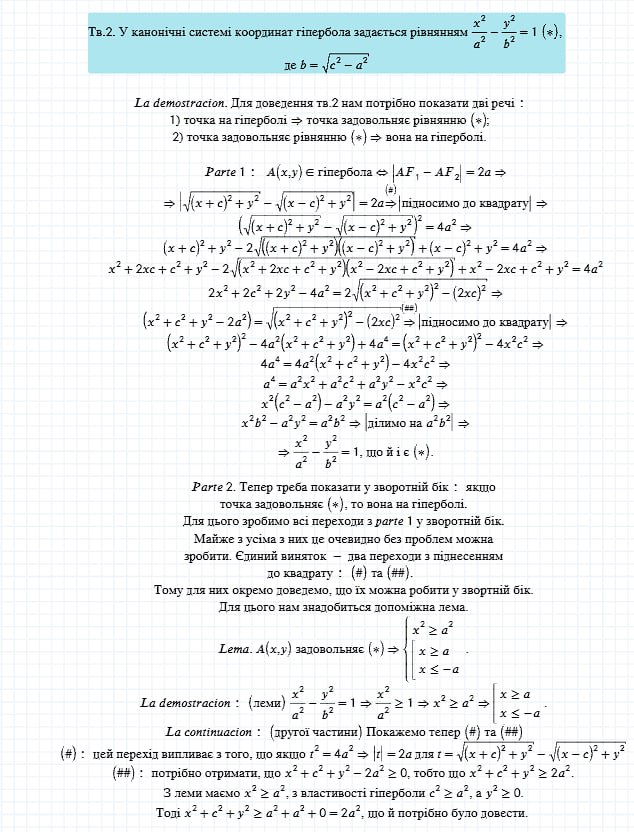 Тв.2. У канонічні системі координат гіпербола задається рівнянням x²/a² − y²/b² = 1 (∗),
де b = √(c² − a²)
La demostracion. Для доведення тв.2 нам потрібно показати дві речі :
1) точка на гіперболі ⇒ точка задовольняє рівнянню (∗);
2) точка задовольняє рівнянню (∗) ⇒ вона на гіперболі.
Parte 1 : A(x,y) ∈ гіпербола ⇔ |AF₁ − AF₂| = 2a ⇒
⇒ |√((x + c)² + y²) − √((x − c)² + y²)| = 2a ⇒(#) |підносимо до квадрату| ⇒
(√((x + c)² + y²) − √((x − c)² + y²))² = 4a² ⇒
(x + c)² + y² − 2√(((x + c)² + y²)((x − c)² + y²)) + (x − c)² + y² = 4a² ⇒
x² + 2xc + c² + y² − 2√((x² + 2xc + c² + y²)(x² − 2xc + c² + y²)) + x² − 2xc + c² + y² = 4a²
2x² + 2c² + 2y² − 4a² = 2√((x² + c² + y²)² − (2xc)²) ⇒
(x² + c² + y² − 2a²) = √((x² + c² + y²)² − (2xc)²) ⇒(##) |підносимо до квадрату| ⇒
(x² + c² + y²)² − 4a²(x² + c² + y²) + 4a⁴ = (x² + c² + y²)² − 4x²c² ⇒
4a⁴ = 4a²(x² + c² + y²) − 4x²c² ⇒
a⁴ = a²x² + a²c² + a²y² − x²c² ⇒
x²(c² − a²) − a²y² = a²(c² − a²) ⇒
x²b² − a²y² = a²b² ⇒ |ділимо на a²b²| ⇒
⇒ x²/a² − y²/b² = 1, що й і є (∗).
Parte 2. Тепер треба показати у зворотній бік : якщо
точка задовольняє (∗), то вона на гіперболі.
Для цього зробимо всі переходи з parte 1 у зворотній бік.
Майже з усіма з них це очевидно без проблем можна
зробити. Єдиний виняток − два переходи з піднесенням
до квадрату : (#) та (##).
Тому для них окремо доведемо, що їх можна робити у звортній бік.
Для цього нам знадобиться допоміжна лема.
Lema. A(x,y) задовольняє (∗) ⇒ { x² ≥ a² [ x ≥ a x ≤ −a .
La demostracion : (леми) x²/a² − y²/b² = 1 ⇒ x²/a² ≥ 1 ⇒ x² ≥ a² ⇒ [ x ≥ a x ≤ −a .
La continuacion : (другої частини) Покажемо тепер (#) та (##)
(#) : цей перехід випливає з того, що якщо t² = 4a² ⇒ |t| = 2a для t = √((x + c)² + y²) − √((x − c)² + y²)
(##) : потрібно отримати, що x² + c² + y² − 2a² ≥ 0, тобто що x² + c² + y² ≥ 2a².
З леми маємо x² ≥ a², з властивості гіперболи c² ≥ a², а y² ≥ 0.
Тоді x² + c² + y² ≥ a² + a² + 0 = 2a², що й потрібно було довести.